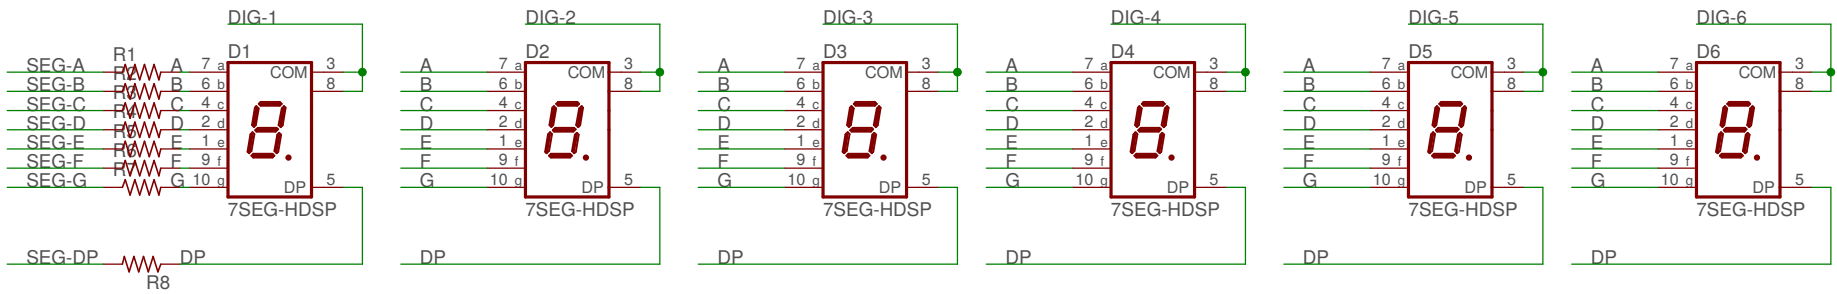 DIG-1 DIG-2 DIG-3 DIG-4 DIG-5 DIG-6
R1 D1 D2 D3 D4 D5 D6
SEG-A R2 A 7 a COM 3 A 7 a COM 3 A 7 a COM 3 A 7 a COM 3 A 7 a COM 3 A 7 a COM 3
SEG-B R3 B 6 b 8 B 6 b 8 B 6 b 8 B 6 b 8 B 6 b 8 B 6 b 8
SEG-C R4 C 4 c C 4 c C 4 c C 4 c C 4 c C 4 c
SEG-D R5 D 2 d D 2 d D 2 d D 2 d D 2 d D 2 d
SEG-E R6 E 1 e E 1 e E 1 e E 1 e E 1 e E 1 e
SEG-F R7 F 9 f F 9 f F 9 f F 9 f F 9 f F 9 f
SEG-G G 10 g DP 5 G 10 g DP 5 G 10 g DP 5 G 10 g DP 5 G 10 g DP 5 G 10 g DP 5
7SEG-HDSP 7SEG-HDSP 7SEG-HDSP 7SEG-HDSP 7SEG-HDSP 7SEG-HDSP
SEG-DP DP DP DP DP DP DP
R8